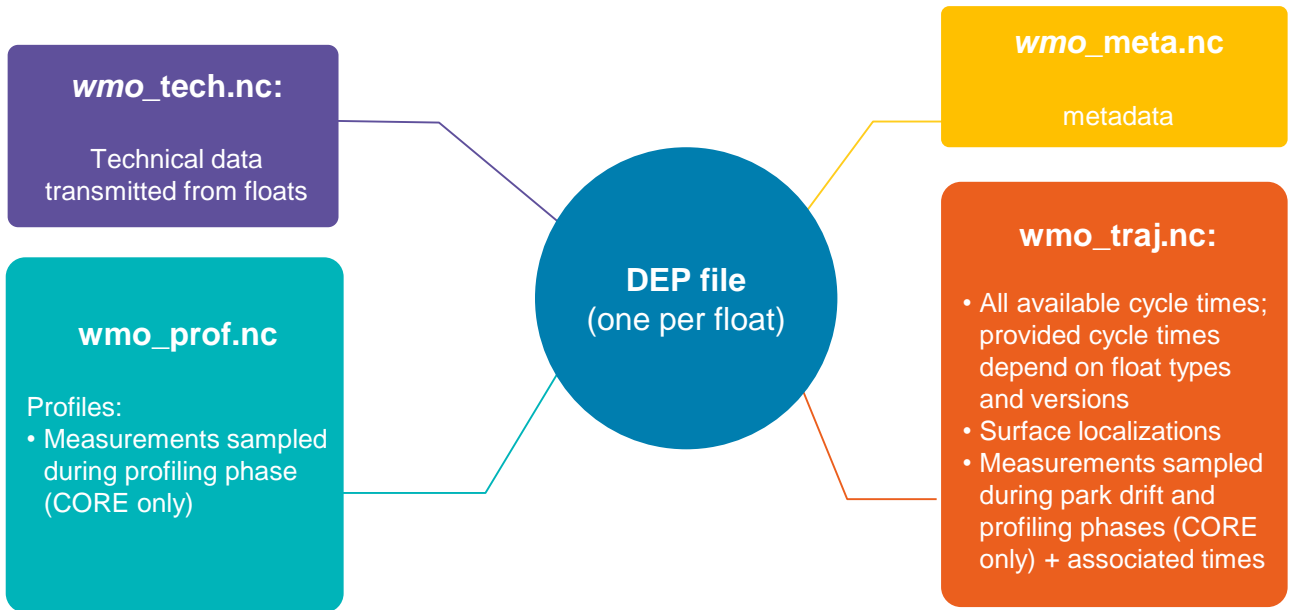 wmo_tech.nc:
Technical data
transmitted from floats
wmo_prof.nc
Profiles:
• Measurements sampled
during profiling phase
(CORE only)
DEP file
(one per float)
wmo_meta.nc
metadata
wmo_traj.nc:
• All available cycle times;
provided cycle times
depend on float types
and versions
• Surface localizations
• Measurements sampled
during park drift and
profiling phases (CORE
only) + associated times